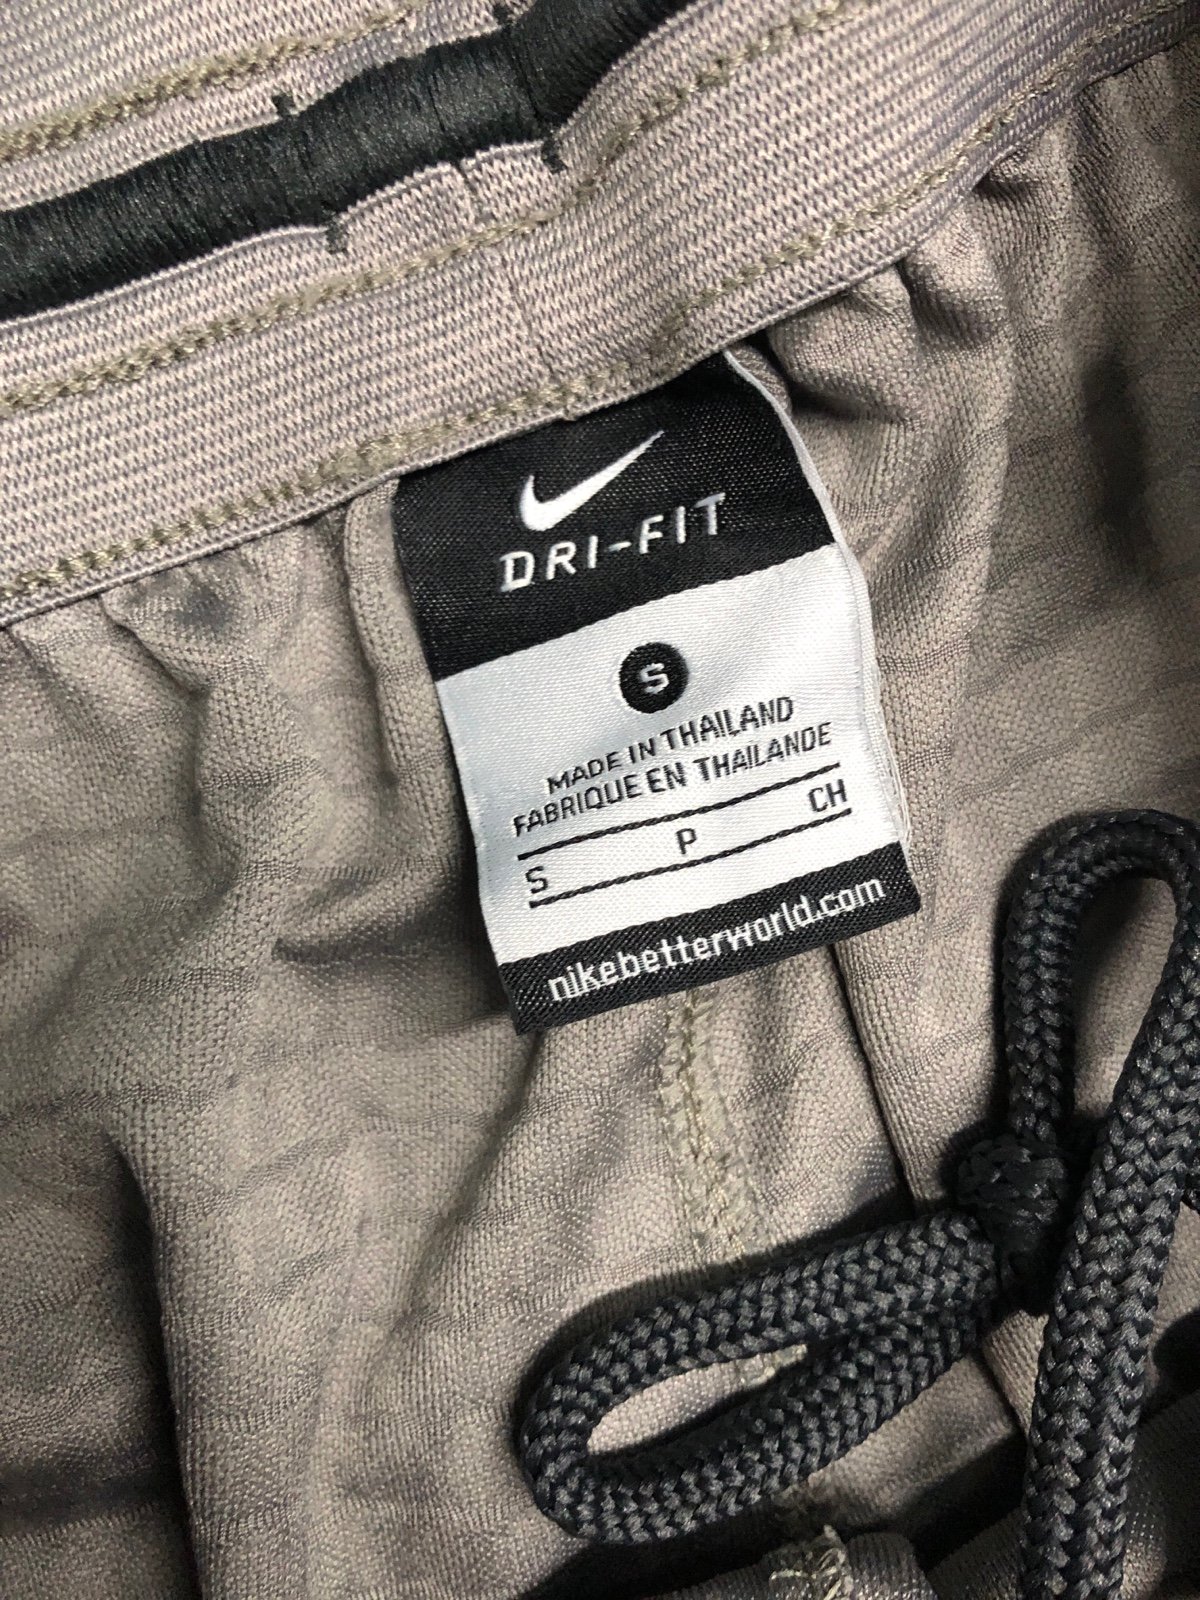 DRI-FIT
S
MADE IN THAILAND
FABRIQUE EN THAILANDE
S P CH
nikebetterworld.com